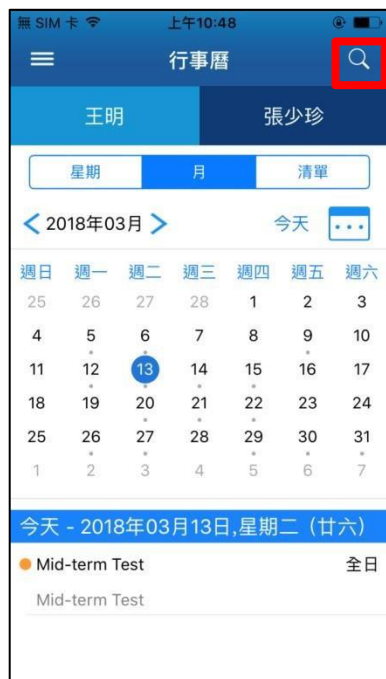 無 SIM 卡 上午10:48
行事曆
王明 張少珍
星期 月 清單
2018年03月 今天
週日 週一 週二 週三 週四 週五 週六
25 26 27 28 1 2 3
4 5 6 7 8 9 10
11 12 13 14 15 16 17
18 19 20 21 22 23 24
25 26 27 28 29 30 31
1 2 3 4 5 6 7
今天 - 2018年03月13日,星期二（廿六）
Mid-term Test 全日
Mid-term Test